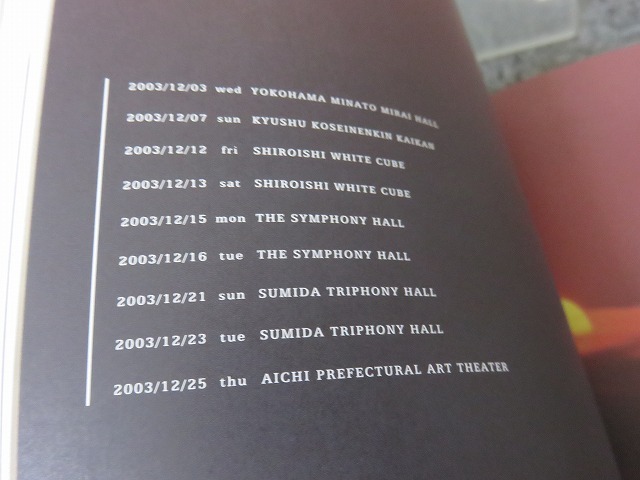 2003/12/03 wed YOKOHAMA MINATO MIRAI HALL
2003/12/07 sun KYUSHU KOSEINENKIN KAIKAN
2003/12/12 fri SHIROISHI WHITE CUBE
2003/12/13 sat SHIROISHI WHITE CUBE
2003/12/15 mon THE SYMPHONY HALL
2003/12/16 tue THE SYMPHONY HALL
2003/12/21 sun SUMIDA TRIPHONY HALL
2003/12/23 tue SUMIDA TRIPHONY HALL
2003/12/25 thu AICHI PREFECTURAL ART THEATER